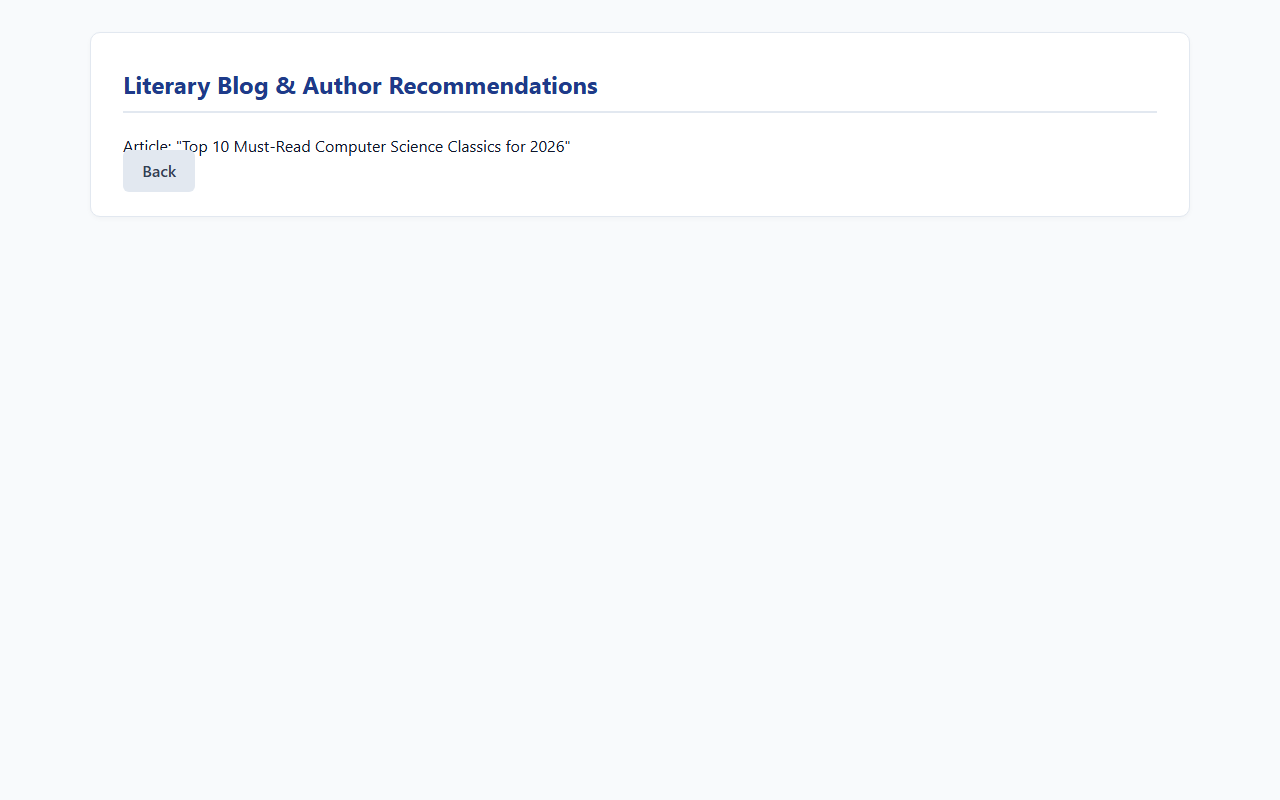 Literary Blog & Author Recommendations
Article: "Top 10 Must-Read Computer Science Classics for 2026"
Back